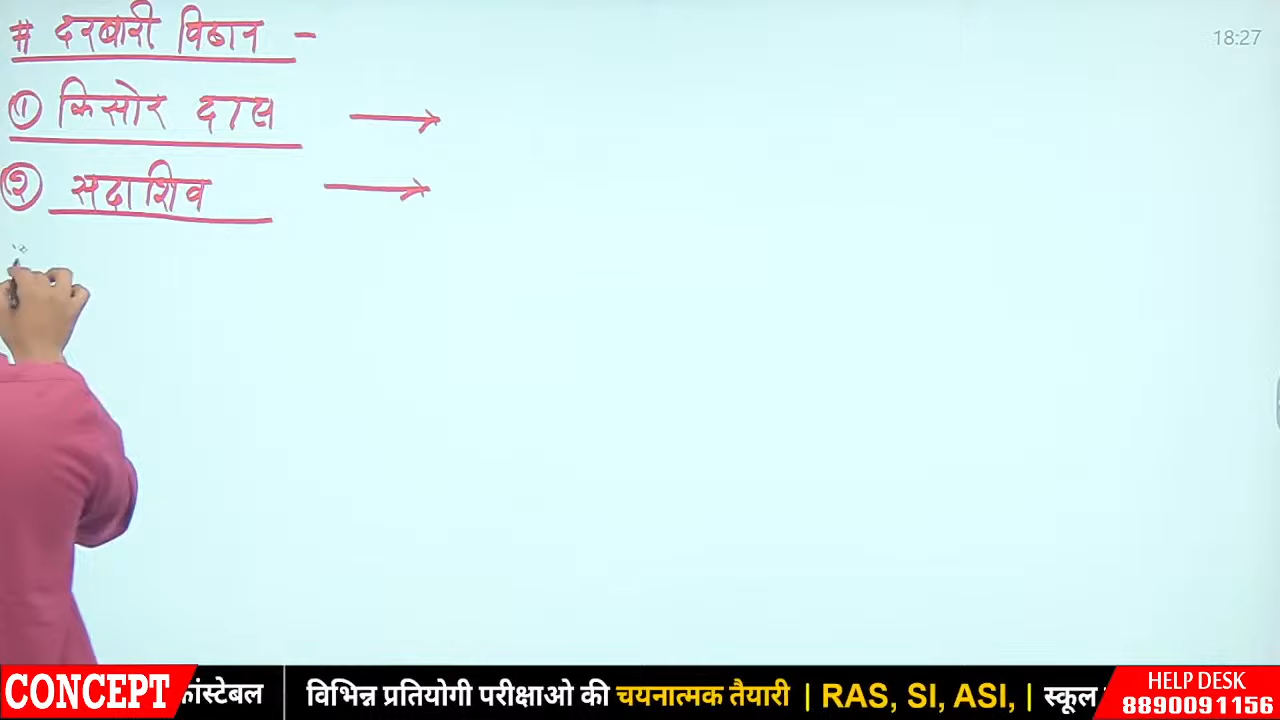 # दरबारी विद्वान -
18:27
① किसोर दास →
② सदाशिव →
CONCEPT
कांस्टेबल
विभिन्न प्रतियोगी परीक्षाओ की चयनात्मक तैयारी | RAS, SI, ASI, | स्कूल
HELP DESK
8890091156